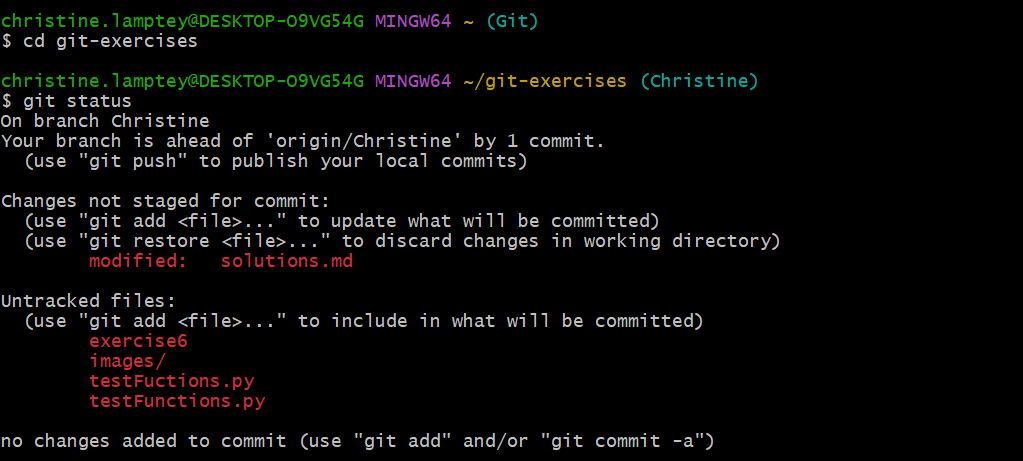 christine.lamptey@DESKTOP-O9VG54G MINGW64 ~ (Git)
$ cd git-exercises
christine.lamptey@DESKTOP-O9VG54G MINGW64 ~/git-exercises (Christine)
$ git status
On branch Christine
Your branch is ahead of 'origin/Christine' by 1 commit.
  (use "git push" to publish your local commits)
Changes not staged for commit:
  (use "git add <file>..." to update what will be committed)
  (use "git restore <file>..." to discard changes in working directory)
        modified:   solutions.md
Untracked files:
  (use "git add <file>..." to include in what will be committed)
        exercise6
        images/
        testFuctions.py
        testFunctions.py
no changes added to commit (use "git add" and/or "git commit -a")